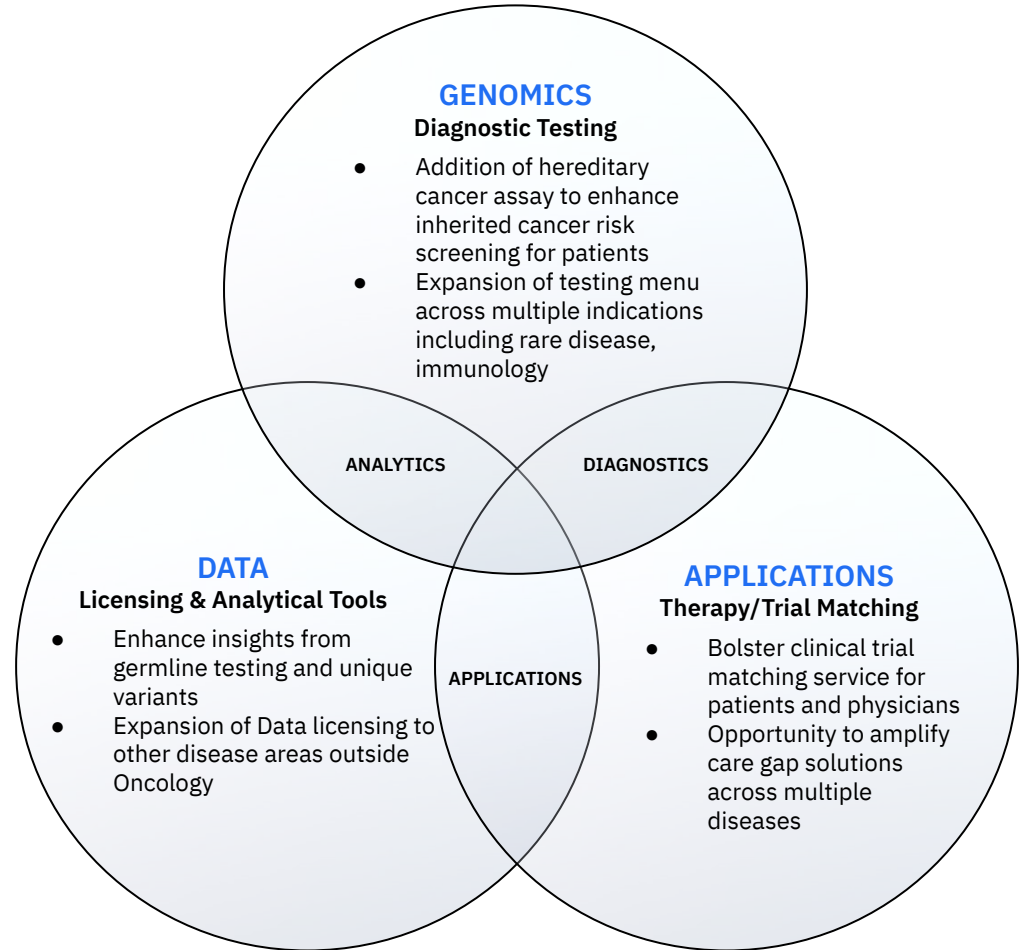 GENOMICS
Diagnostic Testing
● Addition of hereditary
cancer assay to enhance
inherited cancer risk
screening for patients
● Expansion of testing menu
across multiple indications
including rare disease,
immunology
ANALYTICS
DIAGNOSTICS
DATA
Licensing & Analytical Tools
● Enhance insights from
germline testing and unique
variants
● Expansion of Data licensing to
other disease areas outside
Oncology
APPLICATIONS
APPLICATIONS
Therapy/Trial Matching
● Bolster clinical trial
matching service for
patients and physicians
● Opportunity to amplify
care gap solutions
across multiple
diseases